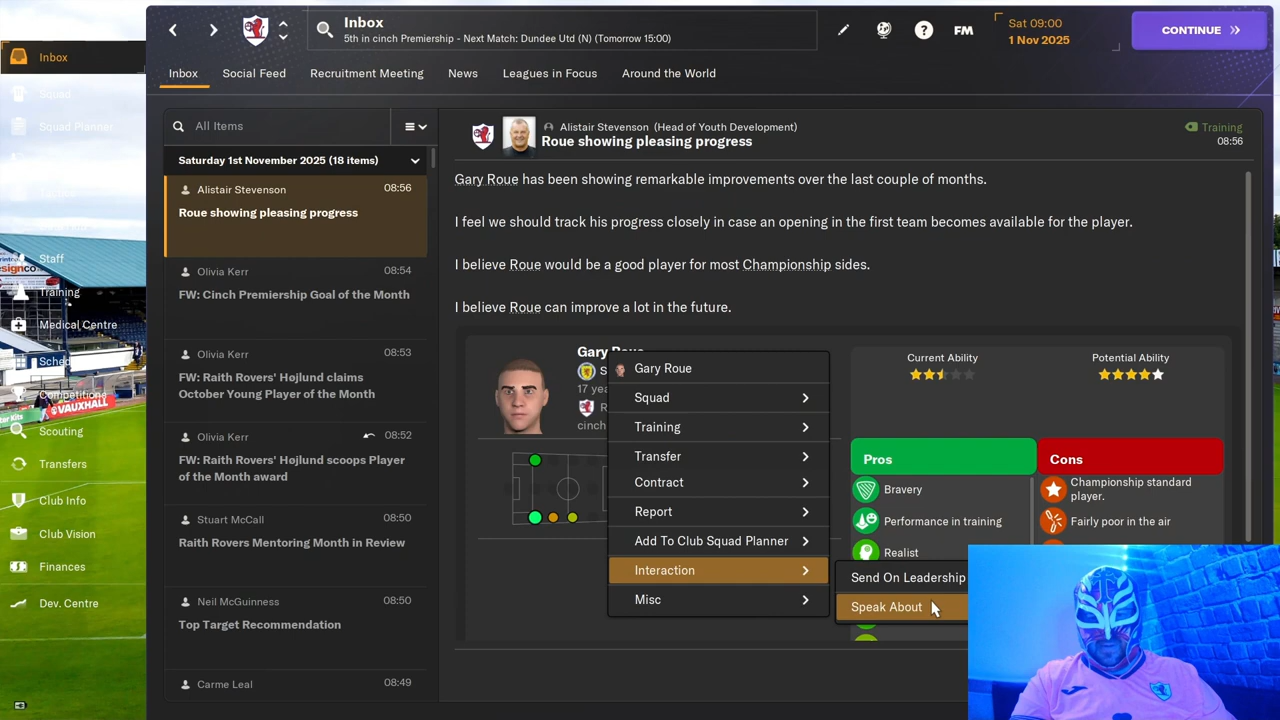 Inbox
5th in cinch Premiership - Next Match: Dundee Utd (N) (Tomorrow 15:00)
FM
Sat 09:00
1 Nov 2025
CONTINUE
Inbox
Social Feed
Recruitment Meeting
News
Leagues in Focus
Around the World
Inbox
Squad
Squad Planner
Staff
Training
Medical Centre
Sched
Competitions
Scouting
Transfers
Club Info
Club Vision
Finances
Dev. Centre
VAUXHALL
All Items
Saturday 1st November 2025 (18 items)
Alistair Stevenson 08:56
Roue showing pleasing progress
Olivia Kerr 08:54
FW: Cinch Premiership Goal of the Month
Olivia Kerr 08:53
FW: Raith Rovers' Højlund claims
October Young Player of the Month
Olivia Kerr 08:52
FW: Raith Rovers' Højlund scoops Player
of the Month award
Stuart McCall 08:50
Raith Rovers Mentoring Month in Review
Neil McGuinness 08:50
Top Target Recommendation
Carme Leal 08:49
Alistair Stevenson (Head of Youth Development)
Roue showing pleasing progress
Training
08:56
Gary Roue has been showing remarkable improvements over the last couple of months.
I feel we should track his progress closely in case an opening in the first team becomes available for the player.
I believe Roue would be a good player for most Championship sides.
I believe Roue can improve a lot in the future.
Gary Roue
S
17 yea
R
cinch
Gary Roue
Squad
Training
Transfer
Contract
Report
Add To Club Squad Planner
Interaction
Misc
Send On Leadership
Speak About
Current Ability
Potential Ability
Pros
Cons
Bravery
Performance in training
Realist
Championship standard
player.
Fairly poor in the air